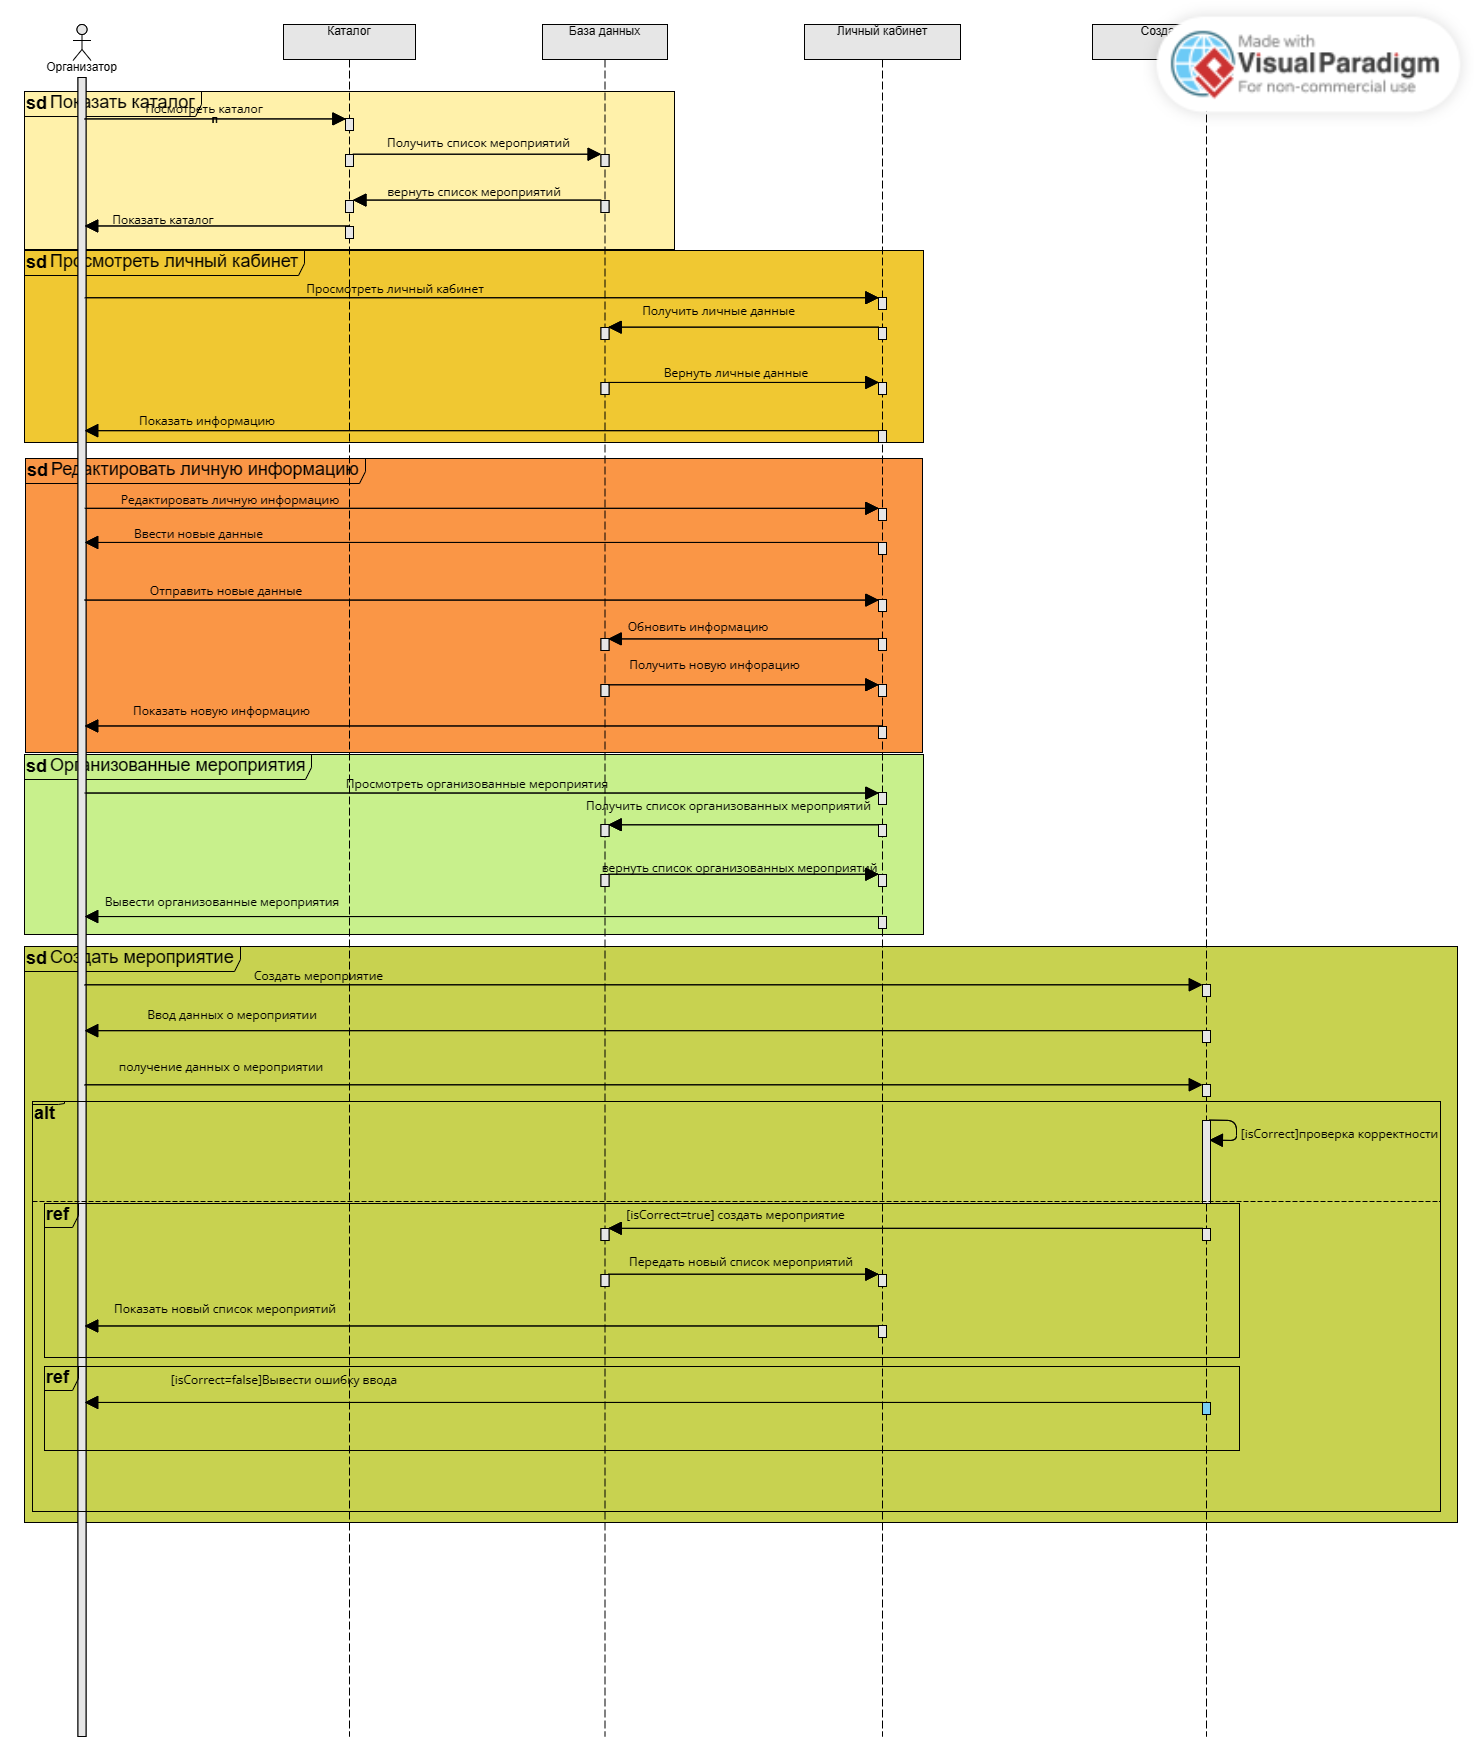 Организатор
Каталог
База данных
Личный кабинет
Made with
Visual Paradigm
For non-commercial use
sd Показать каталог
Посмотреть каталог
п
Получить список мероприятий
вернуть список мероприятий
Показать каталог
sd Просмотреть личный кабинет
Просмотреть личный кабинет
Получить личные данные
Вернуть личные данные
Показать информацию
sd Редактировать личную информацию
Редактировать личную информацию
Ввести новые данные
Отправить новые данные
Обновить информацию
Получить новую инфорацию
Показать новую информацию
sd Организованные мероприятия
Просмотреть организованные мероприятия
Получить список организованных мероприятий
вернуть список организованных мероприятий
Вывести организованные мероприятия
sd Создать мероприятие
Создать мероприятие
Ввод данных о мероприятии
получение данных о мероприятии
alt
[isCorrect]проверка корректности
ref
[isCorrect=true] создать мероприятие
Передать новый список мероприятий
Показать новый список мероприятий
ref
[isCorrect=false]Вывести ошибку ввода